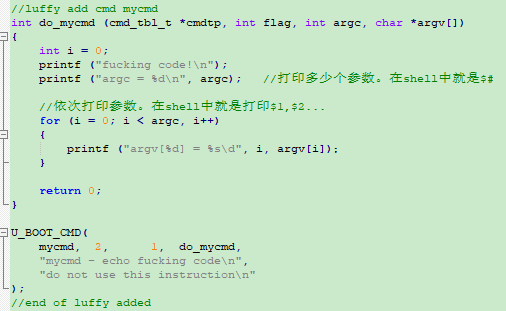 //luffy add cmd mycmd
int do_mycmd (cmd_tbl_t *cmdtp, int flag, int argc, char *argv[])
{
    int i = 0;
    printf ("fucking code!\n");
    printf ("argc = %d\n", argc);   //打印多少个参数。在shell中就是$#
    //依次打印参数。在shell中就是打印$1,$2...
    for (i = 0; i < argc, i++)
    {
        printf ("argv[%d] = %s\d", i, argv[i]);
    }
    return 0;
}
U_BOOT_CMD(
    mycmd,  2,      1,  do_mycmd,
    "mycmd - echo fucking code\n",
    "do not use this instruction\n"
);
//end of luffy added